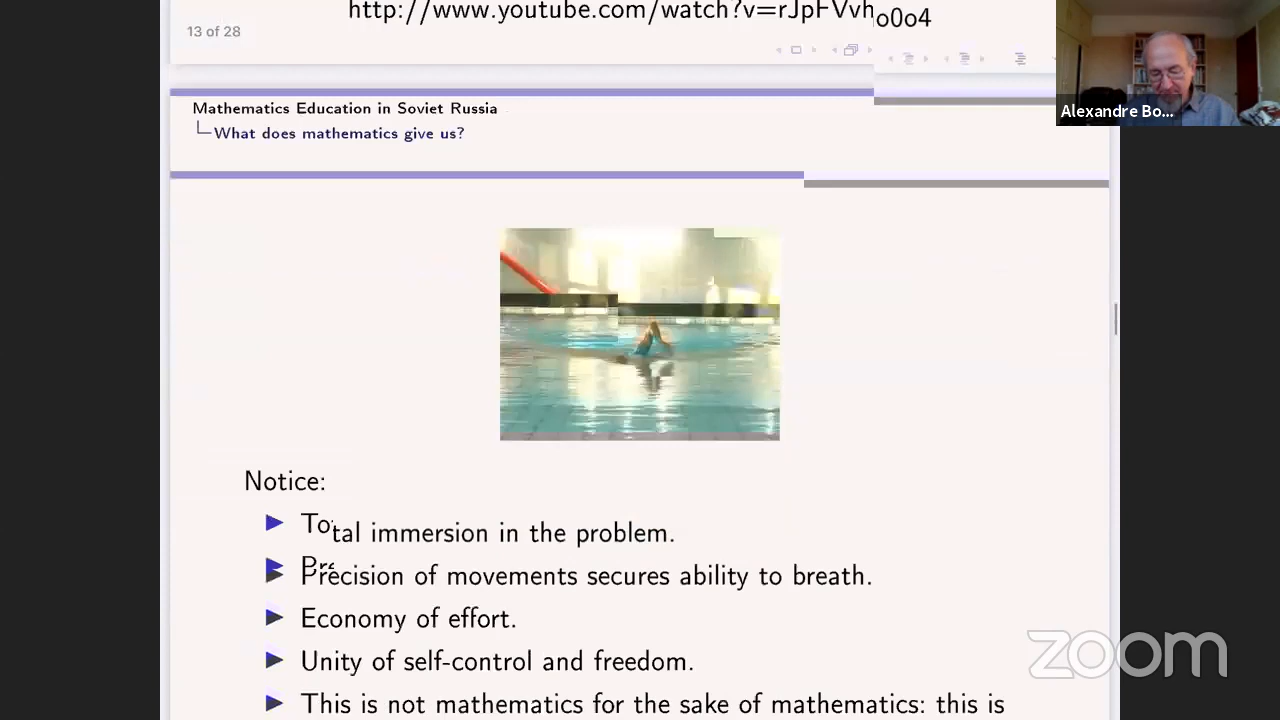 http://www.youtube.com/watch?v=rJpFVvho0o4
13 of 28
Alexandre Bo...
Mathematics Education in Soviet Russia
What does mathematics give us?
Notice:
Total immersion in the problem.
Precision of movements secures ability to breath.
Economy of effort.
Unity of self-control and freedom.
This is not mathematics for the sake of mathematics: this is
zoom